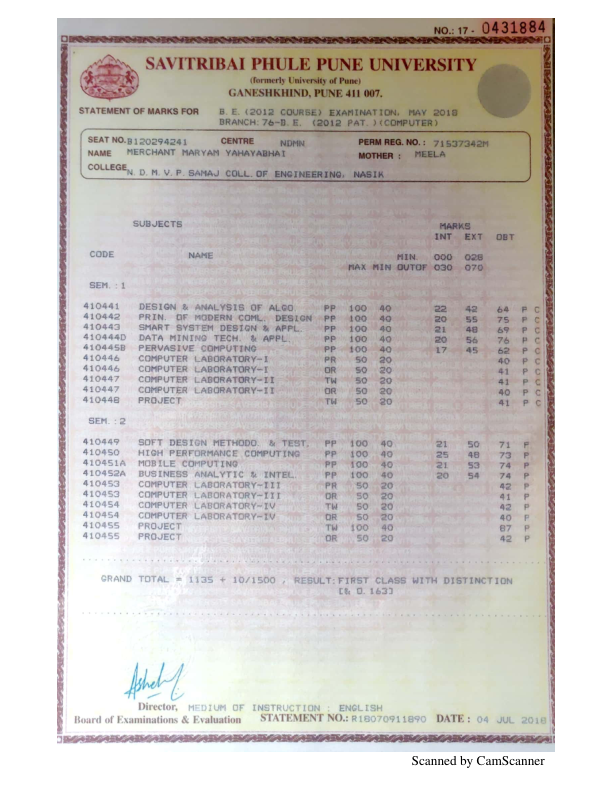 NO.: 17 - 0431884
SAVITRIBAI PHULE PUNE UNIVERSITY
(formerly University of Pune)
GANESHKHIND, PUNE 411 007.
STATEMENT OF MARKS FOR B.E.(2012 COURSE) EXAMINATION, MAY 2018
BRANCH:76-B.E. (2012 PAT.)(COMPUTER)
SEAT NO. B120294241 CENTRE NDMN PERM REG. NO.: 71537342M
NAME MERCHANT MARYAM YAHAYABHAI MOTHER : MEELA
COLLEGE N.D.M.V.P.SAMAJ COLL.OF ENGINEERING, NASIK
SUBJECTS MARKS
INT EXT OBT
CODE NAME MIN 000 028
MAX MIN OUTOF 030 070
SEM.:1
410441 DESIGN & ANALYSIS OF ALGO PP 100 40 22 42 64 P C
410442 PRIN. OF MODERN COML. DESIGN PP 100 40 20 55 75 P C
410443 SMART SYSTEM DESIGN & APPL. PP 100 40 21 48 69 P C
410444D DATA MINING TECH. & APPL. PP 100 40 20 56 76 P C
410445B PERVASIVE COMPUTING PP 100 40 17 45 62 P C
410446 COMPUTER LABORATORY-I PR 50 20 40 P C
410446 COMPUTER LABORATORY-I OR 50 20 41 P C
410447 COMPUTER LABORATORY-II TW 50 20 41 P C
410447 COMPUTER LABORATORY-II OR 50 20 40 P C
410448 PROJECT TW 50 20 41 P C
SEM.:2
410449 SOFT DESIGN METHODO. & TEST. PP 100 40 21 50 71 P
410450 HIGH PERFORMANCE COMPUTING PP 100 40 25 48 73 P
410451A MOBILE COMPUTING PP 100 40 21 53 74 P
410452A BUSINESS ANALYTIC & INTEL. PP 100 40 20 54 74 P
410453 COMPUTER LABORATORY-III PR 50 20 42 P
410453 COMPUTER LABORATORY-III OR 50 20 41 P
410454 COMPUTER LABORATORY-IV TW 50 20 42 P
410454 COMPUTER LABORATORY-IV OR 50 20 40 P
410455 PROJECT TW 100 40 87 P
410455 PROJECT OR 50 20 42 P
GRAND TOTAL = 1135 + 10/1500 , RESULT:FIRST CLASS WITH DISTINCTION
[& O.163]
Director, MEDIUM OF INSTRUCTION : ENGLISH
Board of Examinations & Evaluation STATEMENT NO.: R18070911890 DATE : 04 JUL 2018
Scanned by CamScanner